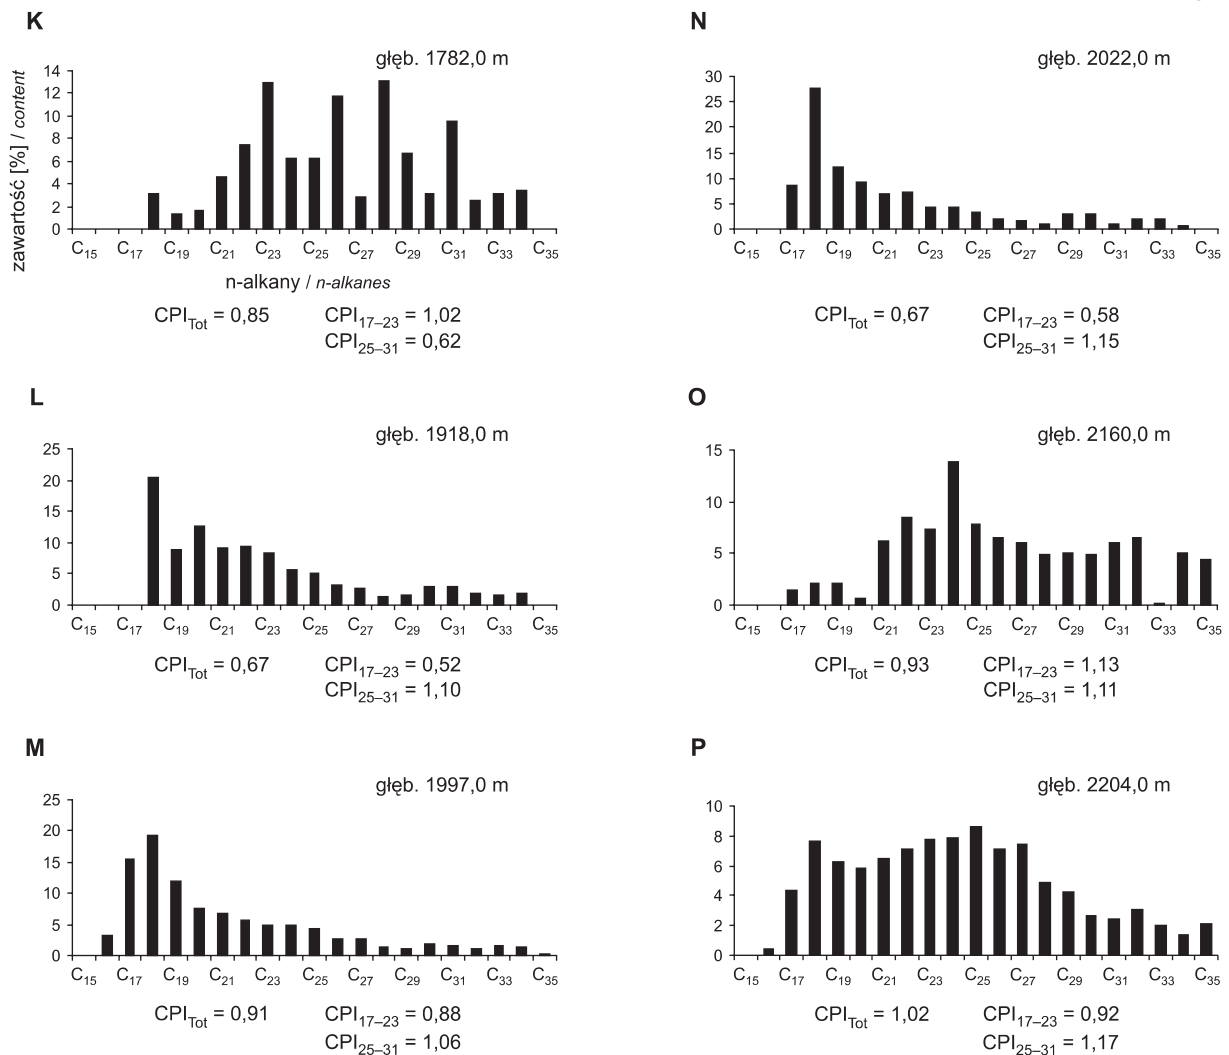 K
głęb. 1782,0 m
zawartość [%] / content
14
12
10
8
6
4
2
0
C15 C17 C19 C21 C23 C25 C27 C29 C31 C33 C35
n-alkany / n-alkanes
CPITot = 0,85 CPI17–23 = 1,02
CPI25–31 = 0,62
N
głęb. 2022,0 m
30
25
20
15
10
5
0
C15 C17 C19 C21 C23 C25 C27 C29 C31 C33 C35
CPITot = 0,67 CPI17–23 = 0,58
CPI25–31 = 1,15
L
głęb. 1918,0 m
25
20
15
10
5
0
C15 C17 C19 C21 C23 C25 C27 C29 C31 C33 C35
CPITot = 0,67 CPI17–23 = 0,52
CPI25–31 = 1,10
O
głęb. 2160,0 m
15
10
5
0
C15 C17 C19 C21 C23 C25 C27 C29 C31 C33 C35
CPITot = 0,93 CPI17–23 = 1,13
CPI25–31 = 1,11
M
głęb. 1997,0 m
25
20
15
10
5
0
C15 C17 C19 C21 C23 C25 C27 C29 C31 C33 C35
CPITot = 0,91 CPI17–23 = 0,88
CPI25–31 = 1,06
P
głęb. 2204,0 m
10
8
6
4
2
0
C15 C17 C19 C21 C23 C25 C27 C29 C31 C33 C35
CPITot = 1,02 CPI17–23 = 0,92
CPI25–31 = 1,17